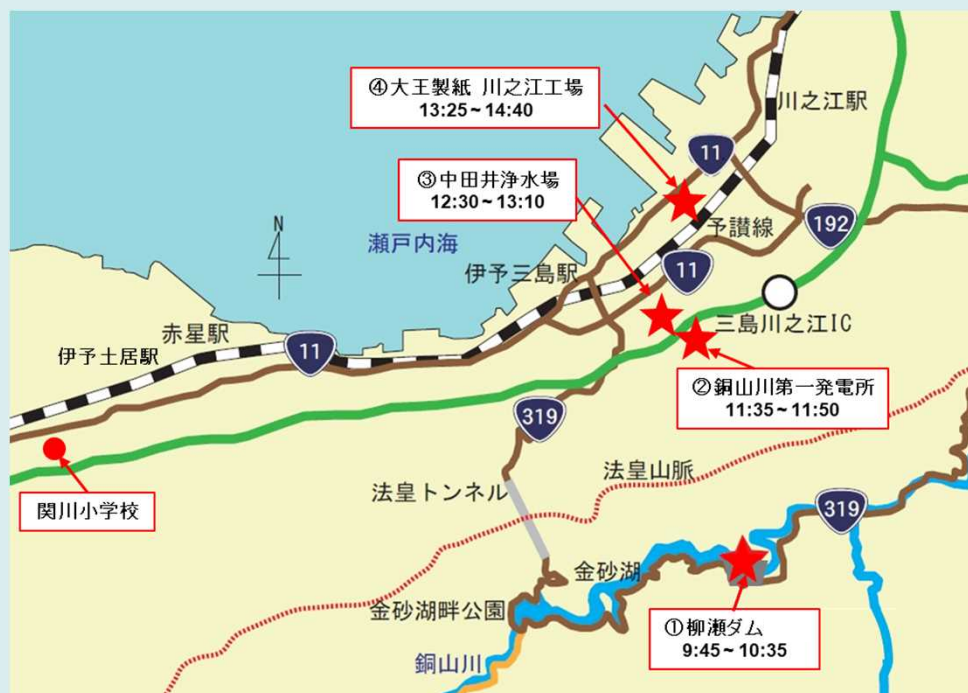 ④大王製紙 川之江工場
13:25~14:40
川之江駅
11
③中田井浄水場
12:30~13:10
予讃線
192
N
瀬戸内海
伊予三島駅
11
三島川之江IC
赤星駅
伊予土居駅
11
②銅山川第一発電所
11:35~11:50
319
法皇山脈
法皇トンネル
関川小学校
319
金砂湖
金砂湖畔公園
①柳瀬ダム
9:45~10:35
銅山川